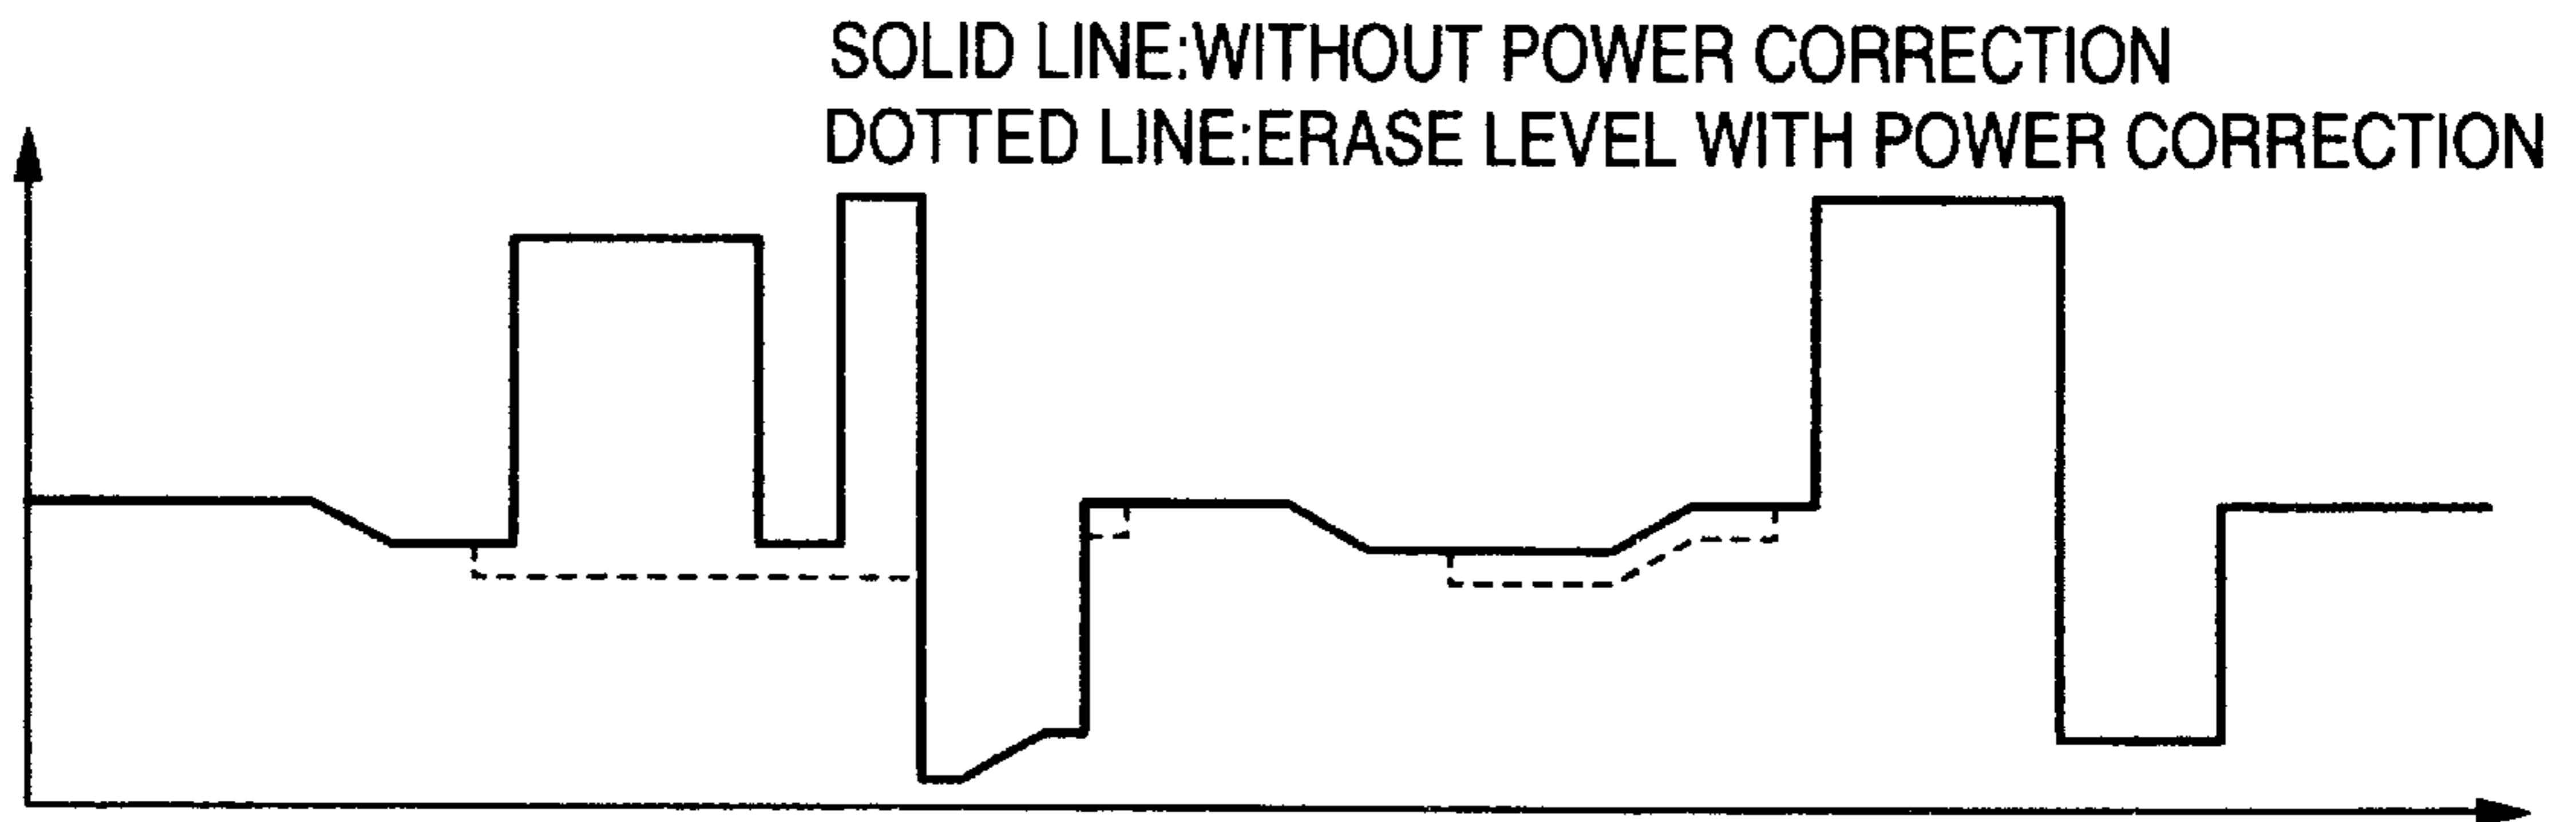 SOLID LINE:WITHOUT POWER CORRECTION
DOTTED LINE:ERASE LEVEL WITH POWER CORRECTION